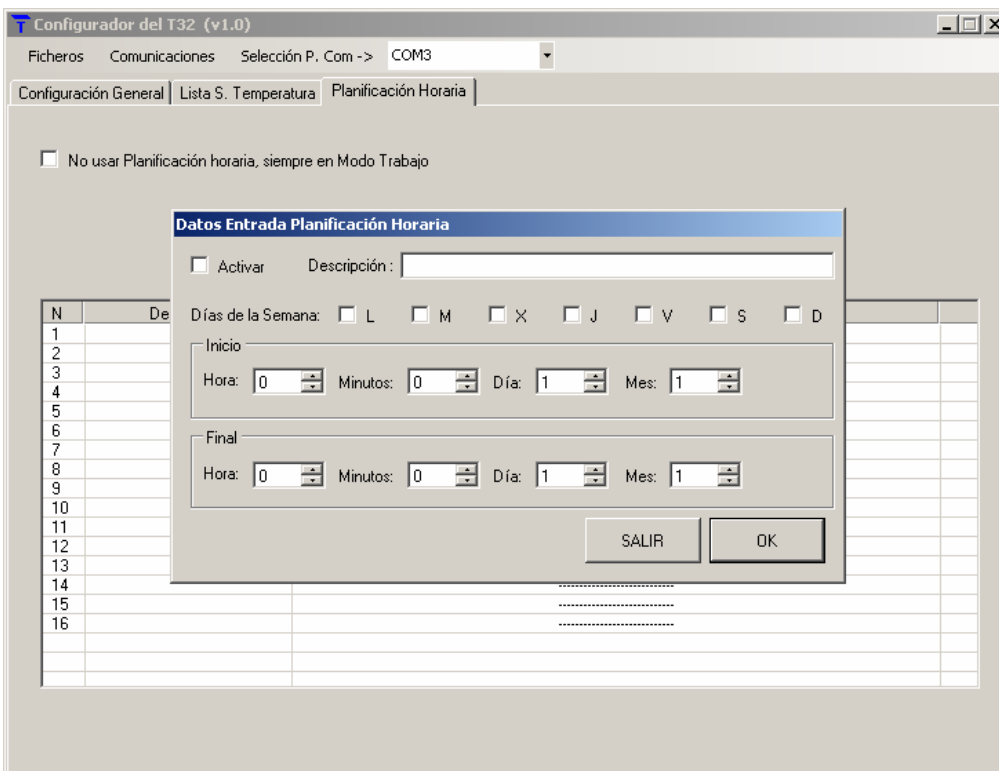 Configurador del T32 (v1.0)
Ficheros Comunicaciones Selección P. Com -> COM3
Configuración General Lista S. Temperatura Planificación Horaria
No usar Planificación horaria, siempre en Modo Trabajo
Datos Entrada Planificación Horaria
Activar Descripción :
Días de la Semana: L M X J V S D
Inicio
Hora: 0 Minutos: 0 Día: 1 Mes: 1
Final
Hora: 0 Minutos: 0 Día: 1 Mes: 1
SALIR OK
N De
1
2
3
4
5
6
7
8
9
10
11
12
13
14 ----------------------------
15 ----------------------------
16 ----------------------------